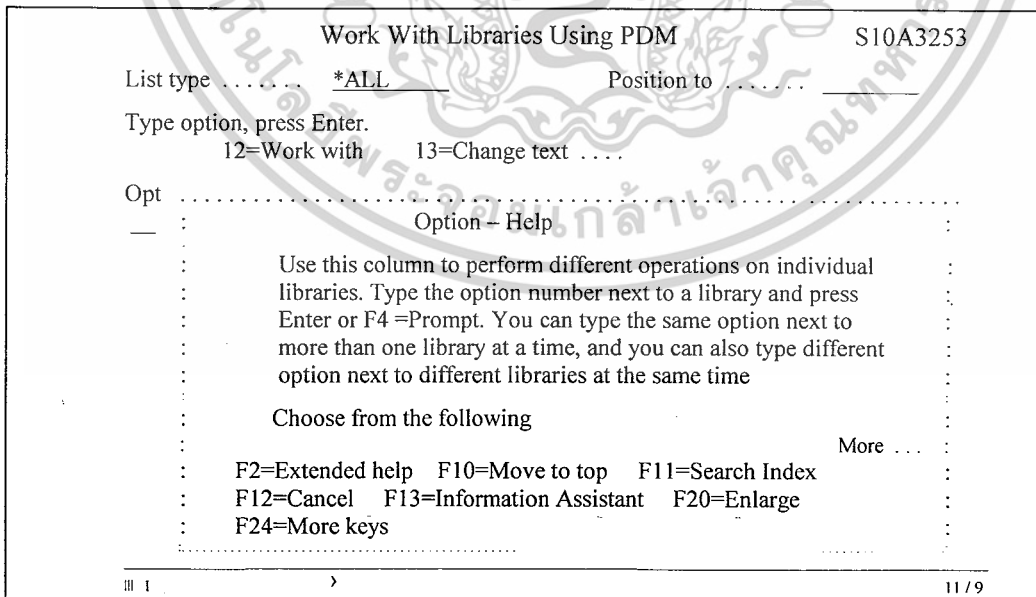 Work With Libraries Using PDM S10A3253
List type ....... *ALL Position to .......
Type option, press Enter.
12=Work with 13=Change text ....
Opt
Option – Help
Use this column to perform different operations on individual
libraries. Type the option number next to a library and press
Enter or F4 =Prompt. You can type the same option next to
more than one library at a time, and you can also type different
option next to different libraries at the same time
Choose from the following
More ...
F2=Extended help F10=Move to top F11=Search Index
F12=Cancel F13=Information Assistant F20=Enlarge
F24=More keys
11 / 9